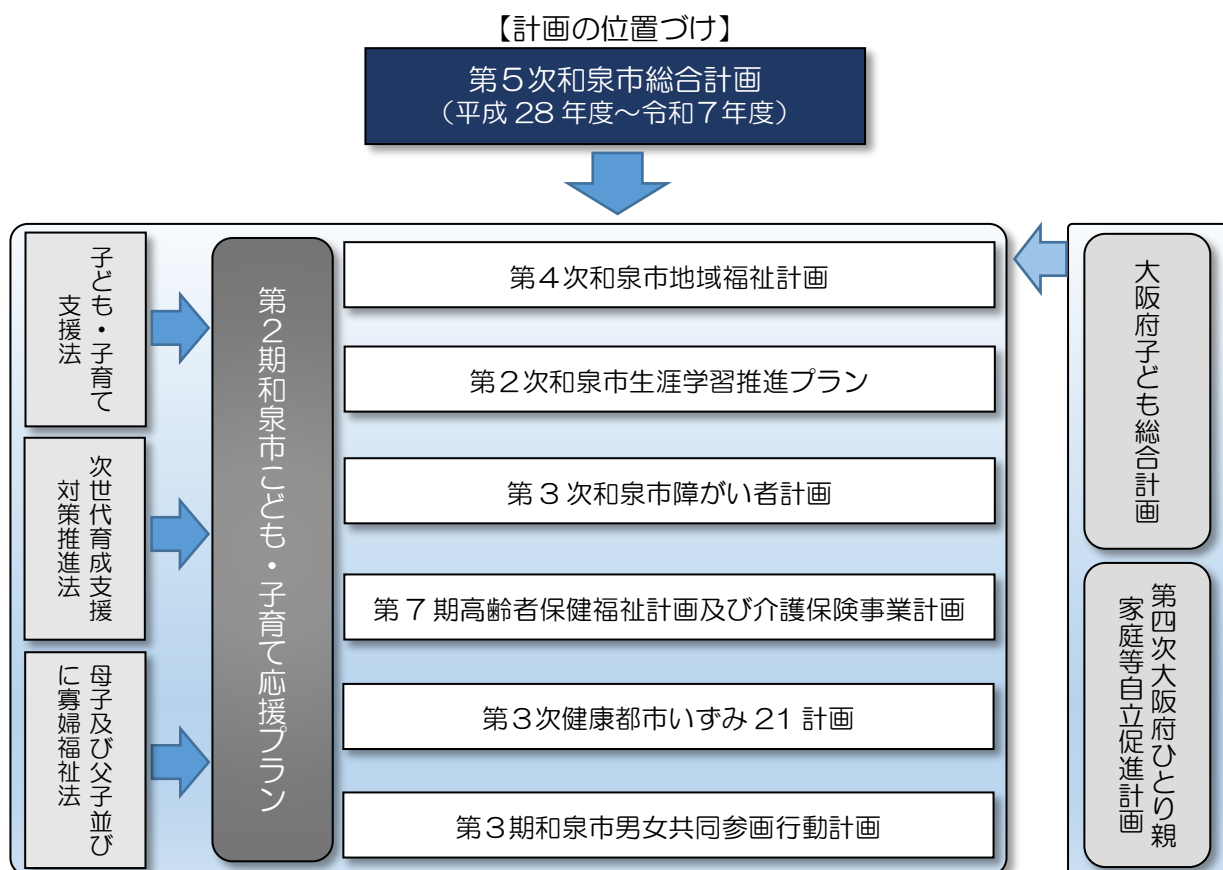 【計画の位置づけ】
第5次和泉市総合計画
（平成 28 年度～令和7年度）
子ども・子育て
支援法
次世代育成支援
対策推進法
母子及び父子並び
に寡婦福祉法
第2期和泉市こども・子育て応援プラン
第4次和泉市地域福祉計画
第2次和泉市生涯学習推進プラン
第 3 次和泉市障がい者計画
第 7 期高齢者保健福祉計画及び介護保険事業計画
第3次健康都市いずみ 21 計画
第3期和泉市男女共同参画行動計画
大阪府子ども総合計画
第四次大阪府ひとり親
家庭等自立促進計画